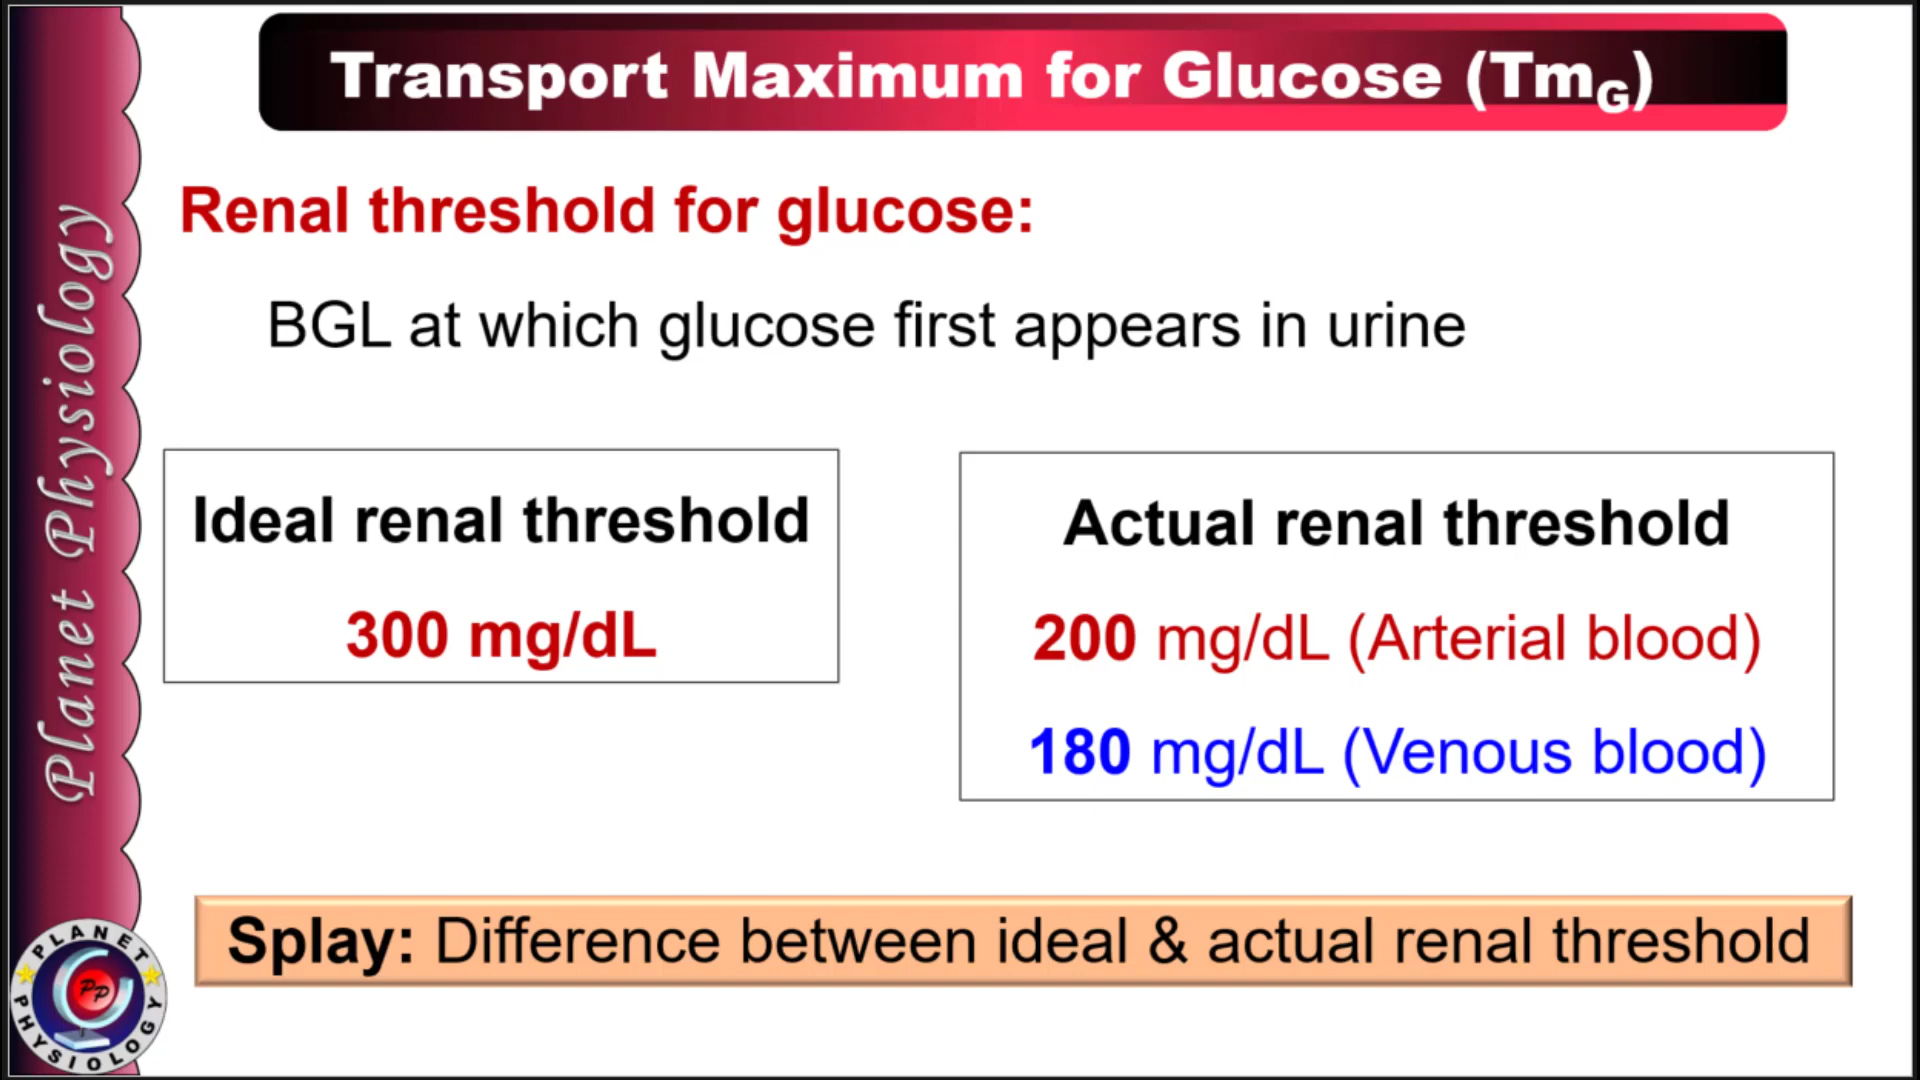 Transport Maximum for Glucose (TmG)
Renal threshold for glucose:
BGL at which glucose first appears in urine
Ideal renal threshold
300 mg/dL
Actual renal threshold
200 mg/dL (Arterial blood)
180 mg/dL (Venous blood)
Splay: Difference between ideal & actual renal threshold
Planet Physiology
PLANET
PP
PHYSIOLOGY